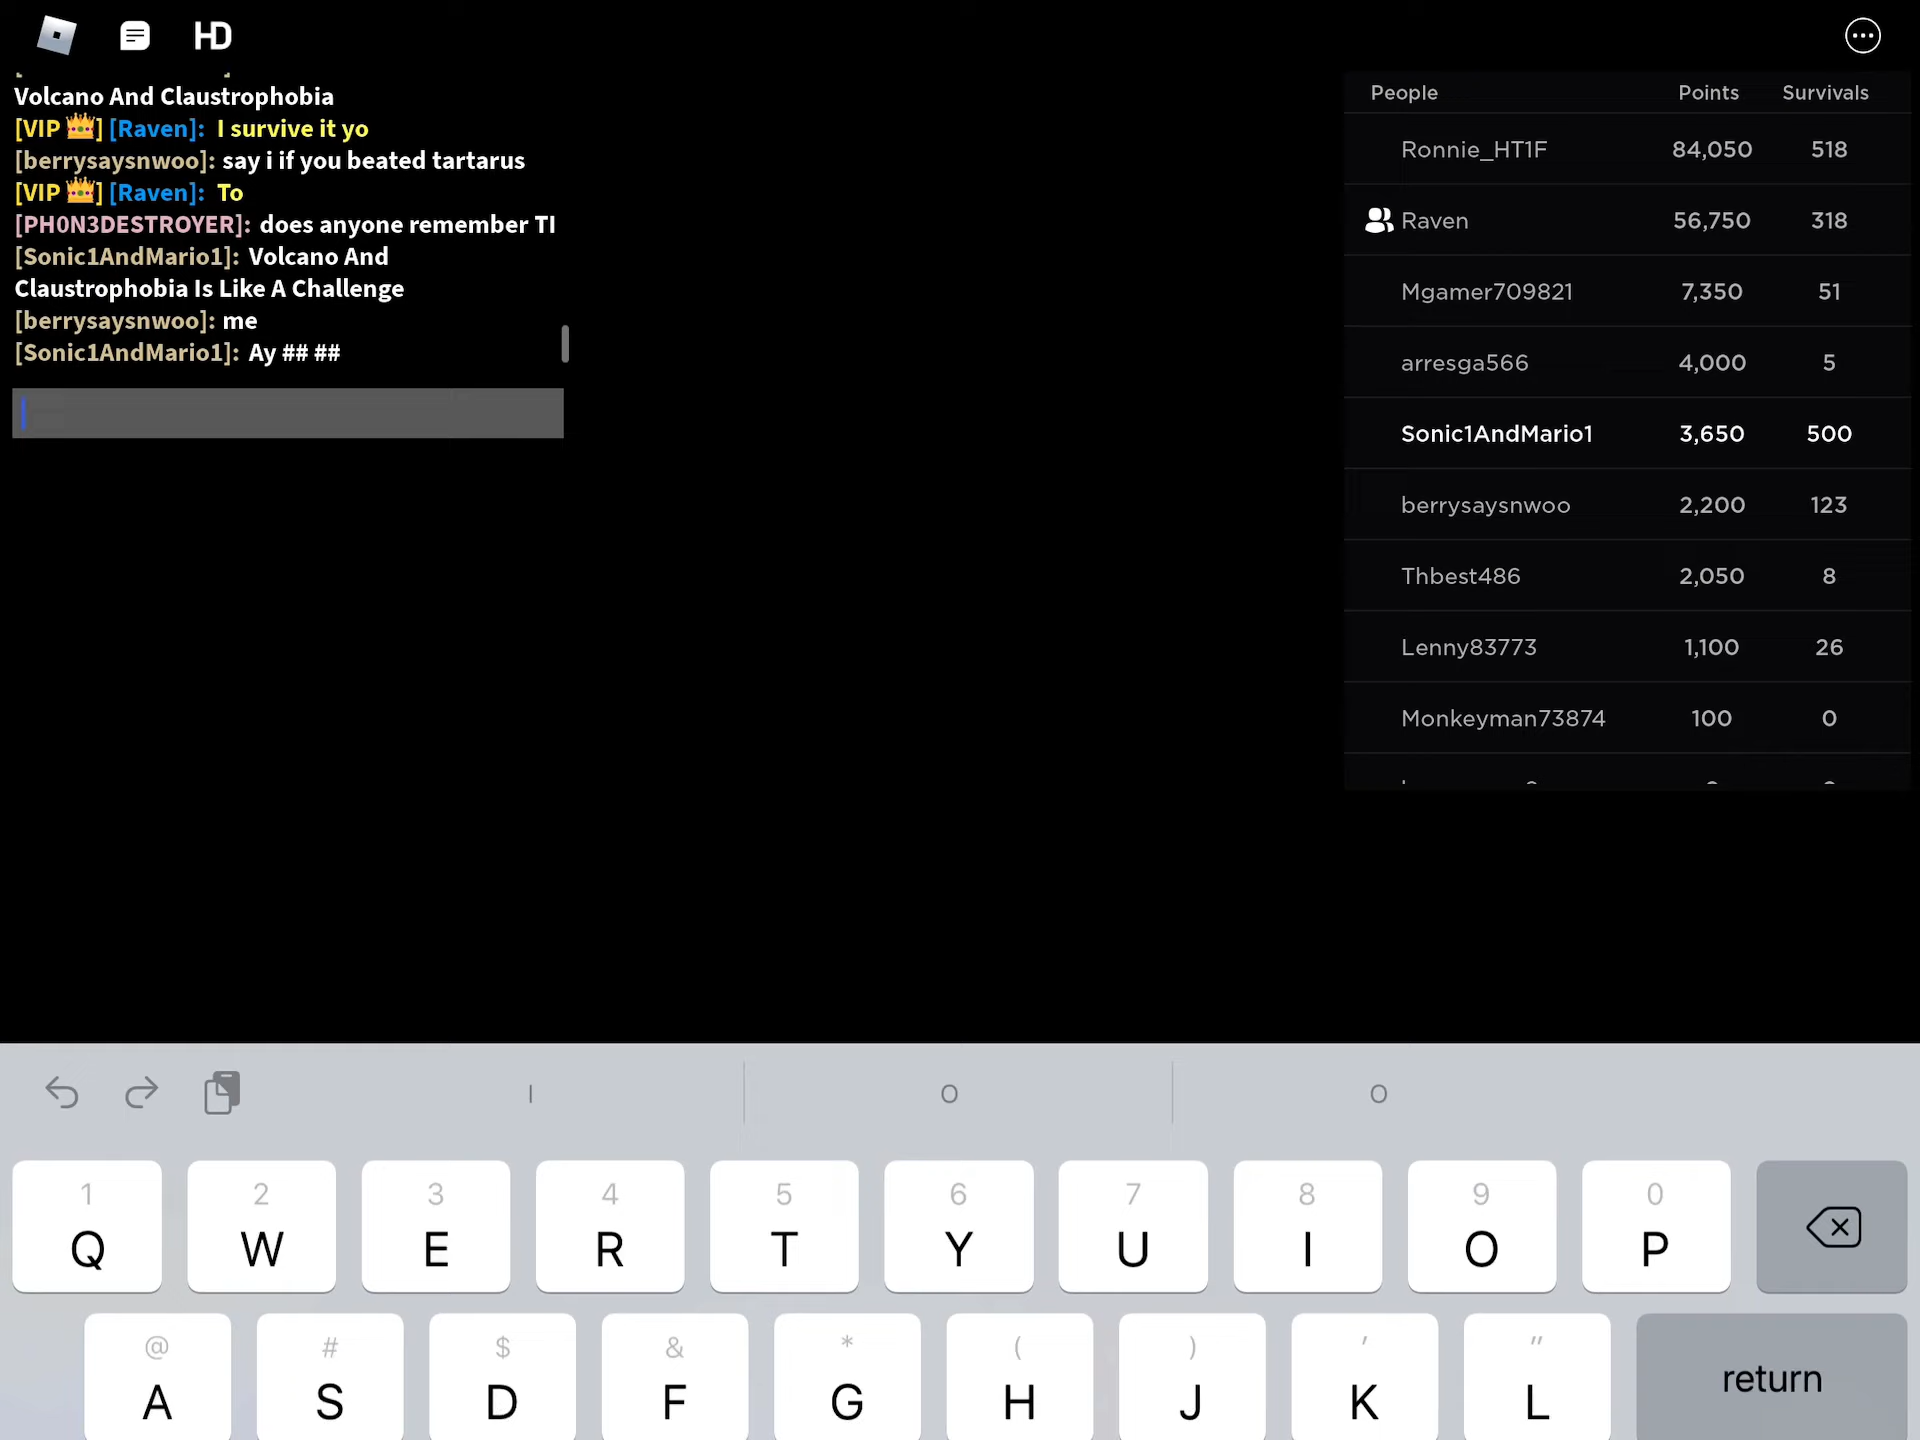 HD
Volcano And Claustrophobia
[VIP 👑] [Raven]: I survive it yo
[berrysaysnwoo]: say i if you beated tartarus
[VIP 👑] [Raven]: To
[PH0N3DESTROYER]: does anyone remember TI
[Sonic1AndMario1]: Volcano And
Claustrophobia Is Like A Challenge
[berrysaysnwoo]: me
[Sonic1AndMario1]: Ay ## ##
People Points Survivals
Ronnie_HT1F 84,050 518
Raven 56,750 318
Mgamer709821 7,350 51
arresga566 4,000 5
Sonic1AndMario1 3,650 500
berrysaysnwoo 2,200 123
Thbest486 2,050 8
Lenny83773 1,100 26
Monkeyman73874 100 0
I O O
1 2 3 4 5 6 7 8 9 0
Q W E R T Y U I O P
@ # $ & * ( ) ' "
A S D F G H J K L return